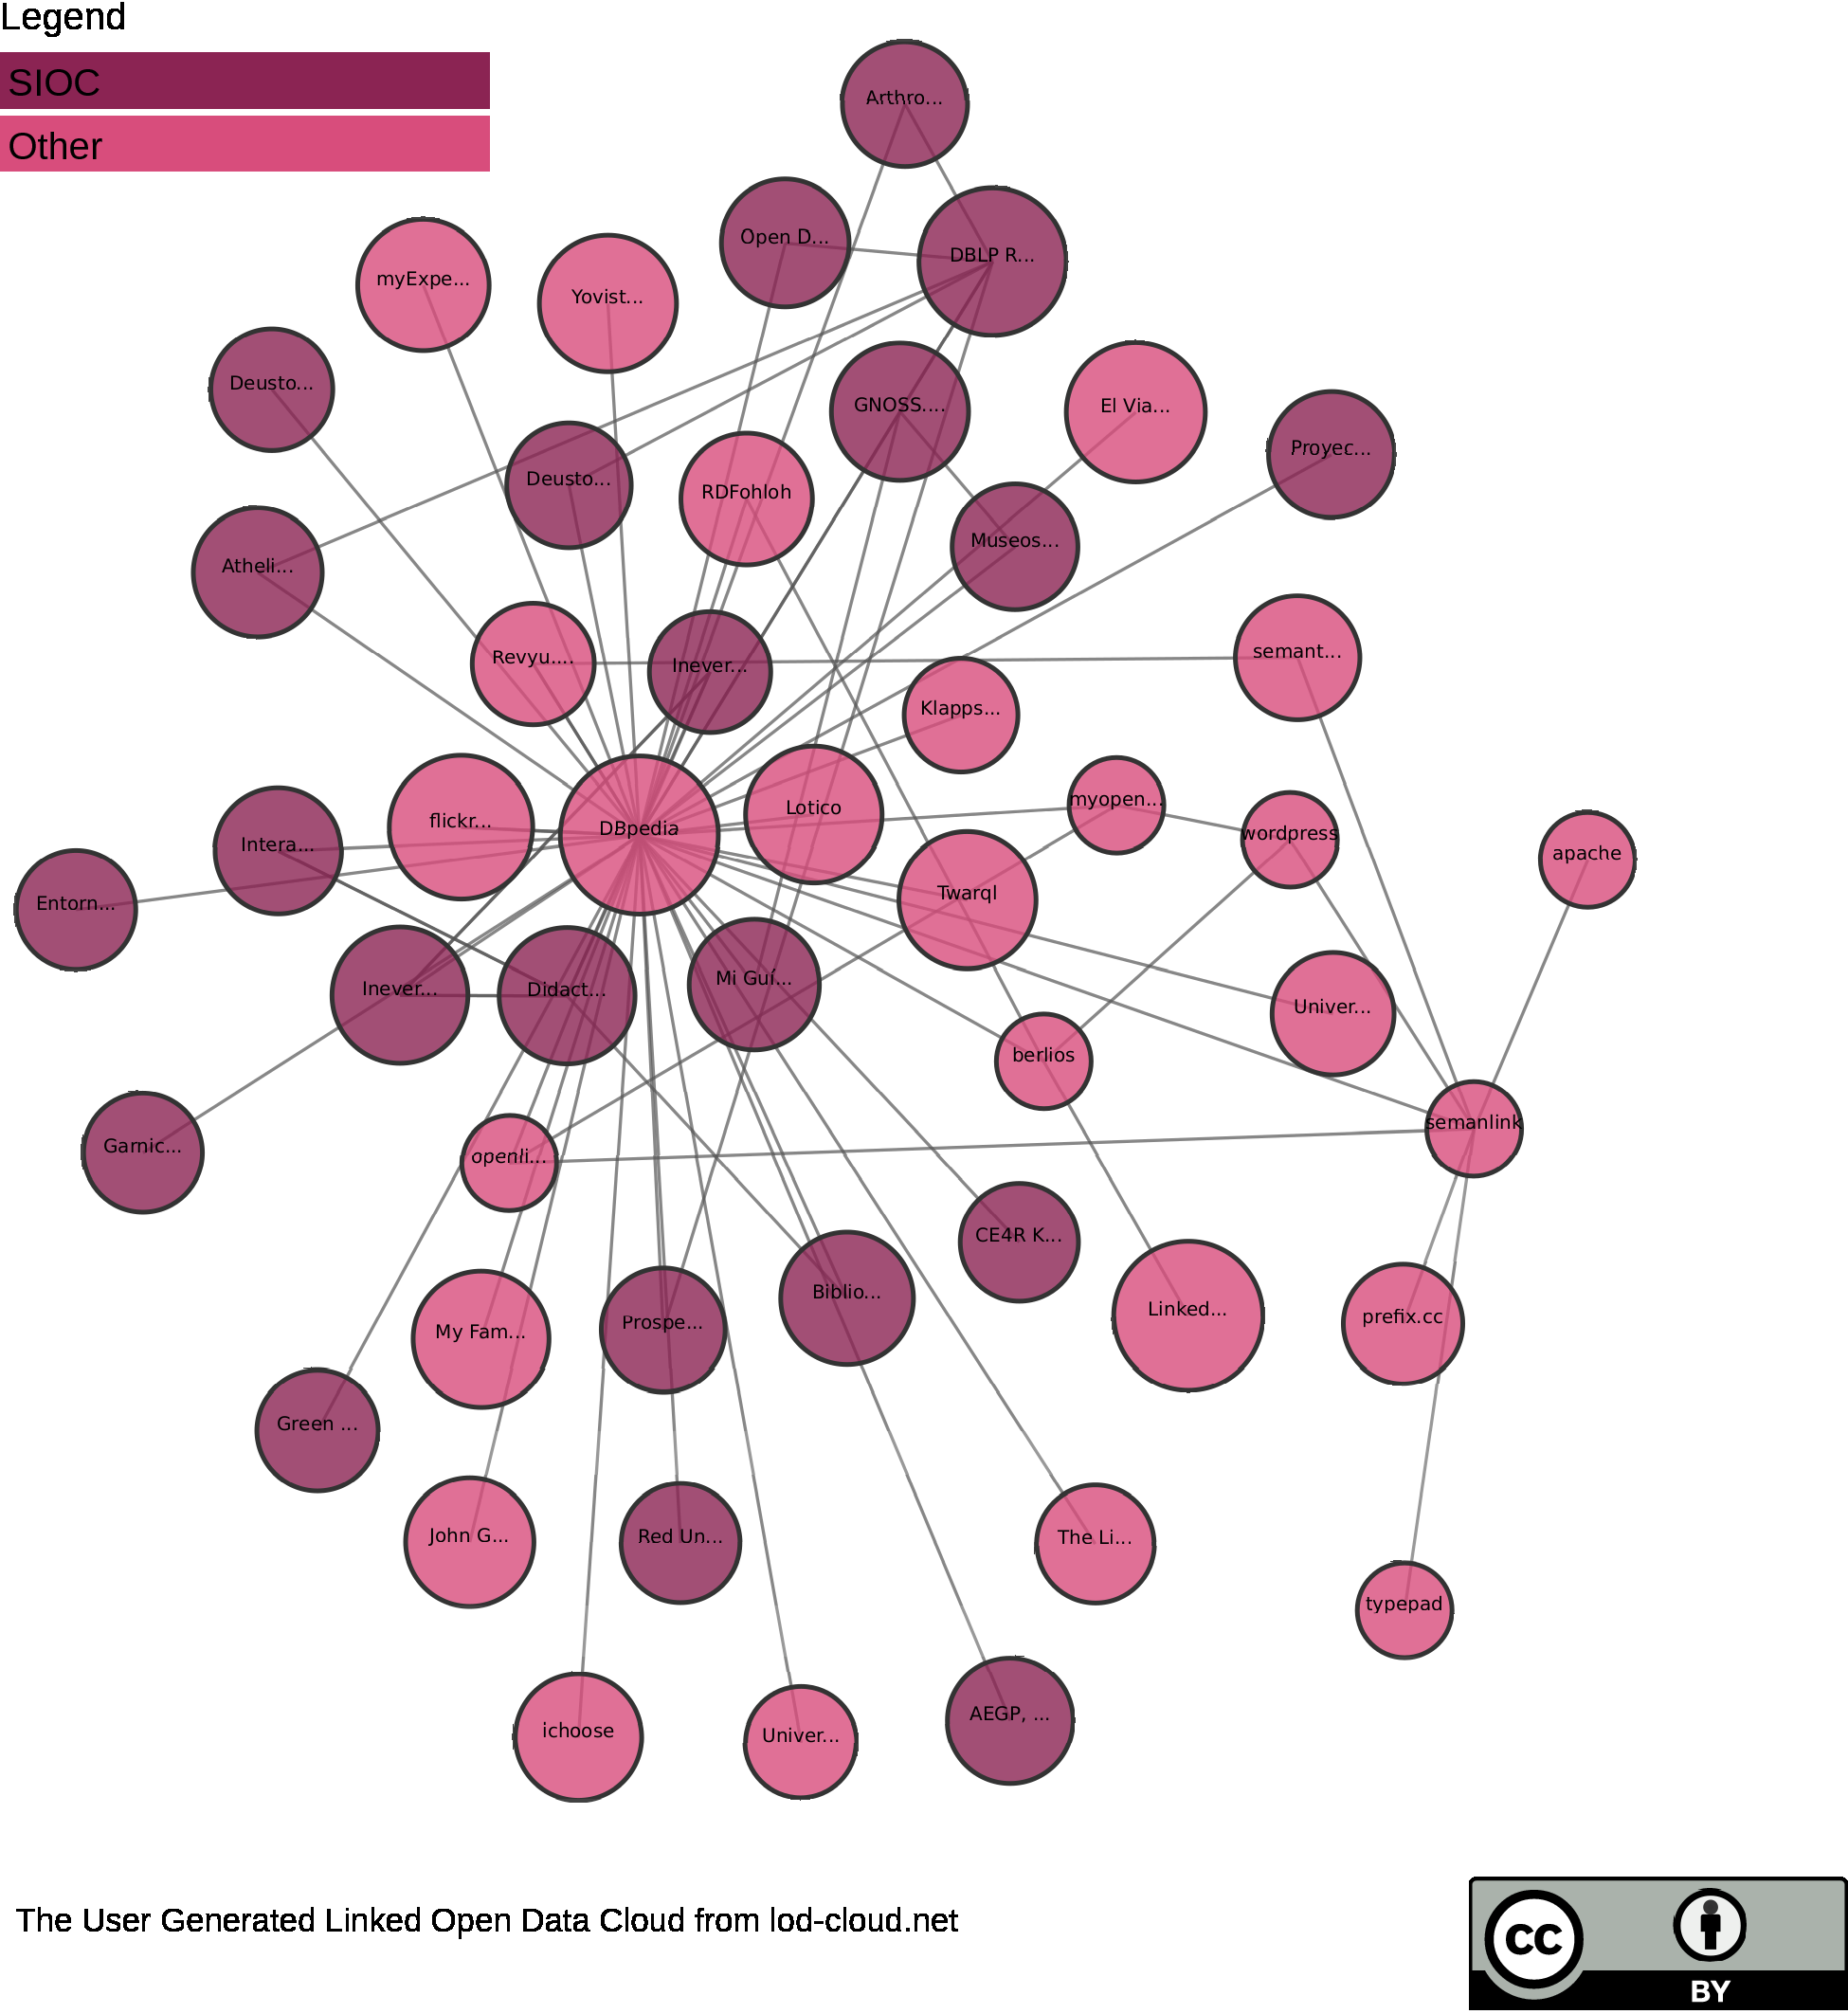 Legend
SIOC
Other
Arthro...
Open D...
DBLP R...
myExpe...
Yovist...
Deusto...
GNOSS....
El Via...
Proyec...
Deusto...
RDFohloh
Museos...
Atheli...
Revyu....
Inever...
semant...
Klapps...
flickr...
DBpedia
Lotico
myopen...
wordpress
apache
Intera...
Entorn...
Twarql
Inever...
Didact...
Mi Guí...
Univer...
berlios
semanlink
Garnic...
openli...
CE4R K...
Biblio...
Linked...
prefix.cc
My Fam...
Prospe...
Green ...
John G...
Red Un...
The Li...
typepad
ichoose
Univer...
AEGP, ...
The User Generated Linked Open Data Cloud from lod-cloud.net
cc
BY